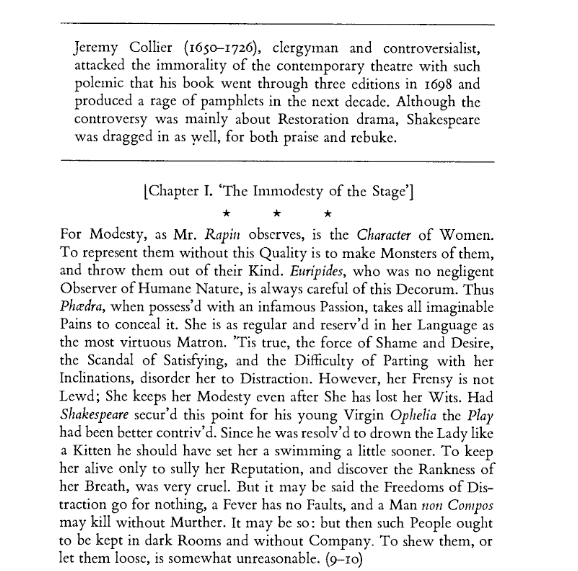 Jeremy Collier (1650–1726), clergyman and controversialist,
attacked the immorality of the contemporary theatre with such
polemic that his book went through three editions in 1698 and
produced a rage of pamphlets in the next decade. Although the
controversy was mainly about Restoration drama, Shakespeare
was dragged in as well, for both praise and rebuke.
[Chapter I. 'The Immodesty of the Stage']
★ ★ ★
For Modesty, as Mr. Rapin observes, is the Character of Women.
To represent them without this Quality is to make Monsters of them,
and throw them out of their Kind. Euripides, who was no negligent
Observer of Humane Nature, is always careful of this Decorum. Thus
Phædra, when possess'd with an infamous Passion, takes all imaginable
Pains to conceal it. She is as regular and reserv'd in her Language as
the most virtuous Matron. 'Tis true, the force of Shame and Desire,
the Scandal of Satisfying, and the Difficulty of Parting with her
Inclinations, disorder her to Distraction. However, her Frensy is not
Lewd; She keeps her Modesty even after She has lost her Wits. Had
Shakespeare secur'd this point for his young Virgin Ophelia the Play
had been better contriv'd. Since he was resolv'd to drown the Lady like
a Kitten he should have set her a swimming a little sooner. To keep
her alive only to sully her Reputation, and discover the Rankness of
her Breath, was very cruel. But it may be said the Freedoms of Dis-
traction go for nothing, a Fever has no Faults, and a Man non Compos
may kill without Murther. It may be so: but then such People ought
to be kept in dark Rooms and without Company. To shew them, or
let them loose, is somewhat unreasonable. (9–10)